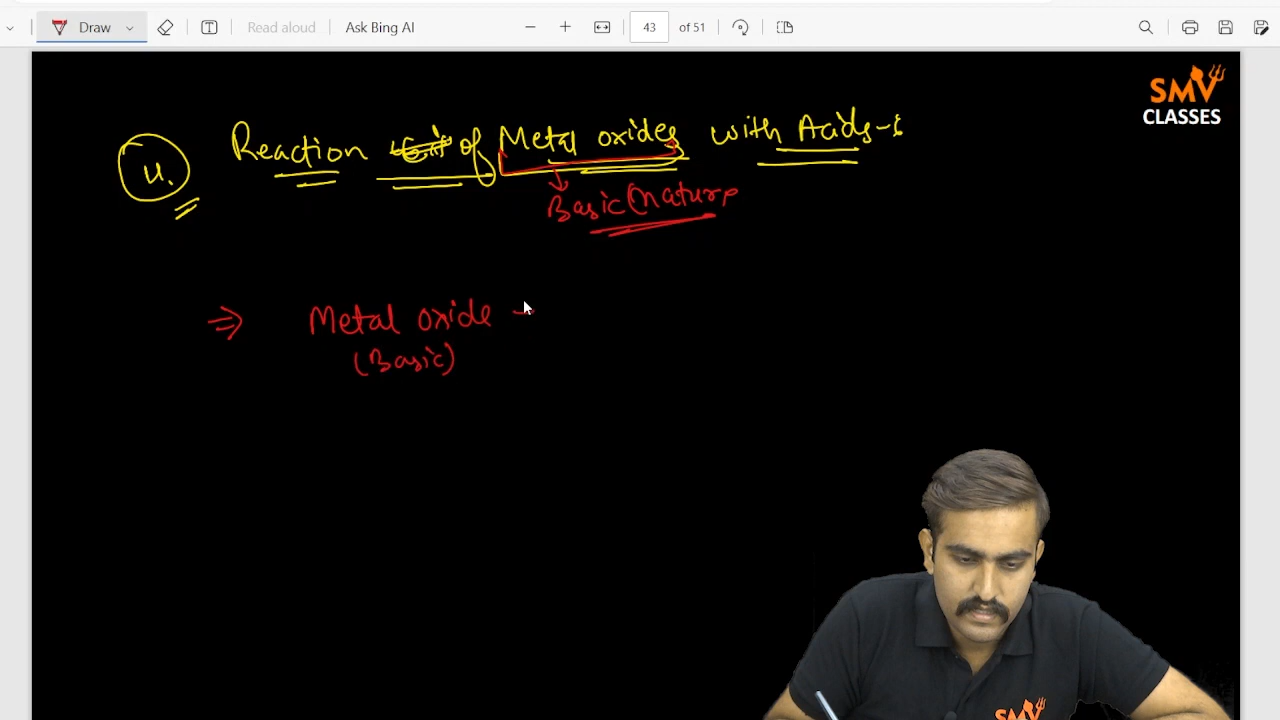 Draw
Read aloud
Ask Bing AI
43 of 51
SMV
CLASSES
4. Reaction of Metal oxides with Acids-:
Basic (Nature
⇒ Metal oxide -
(Basic)
SMV